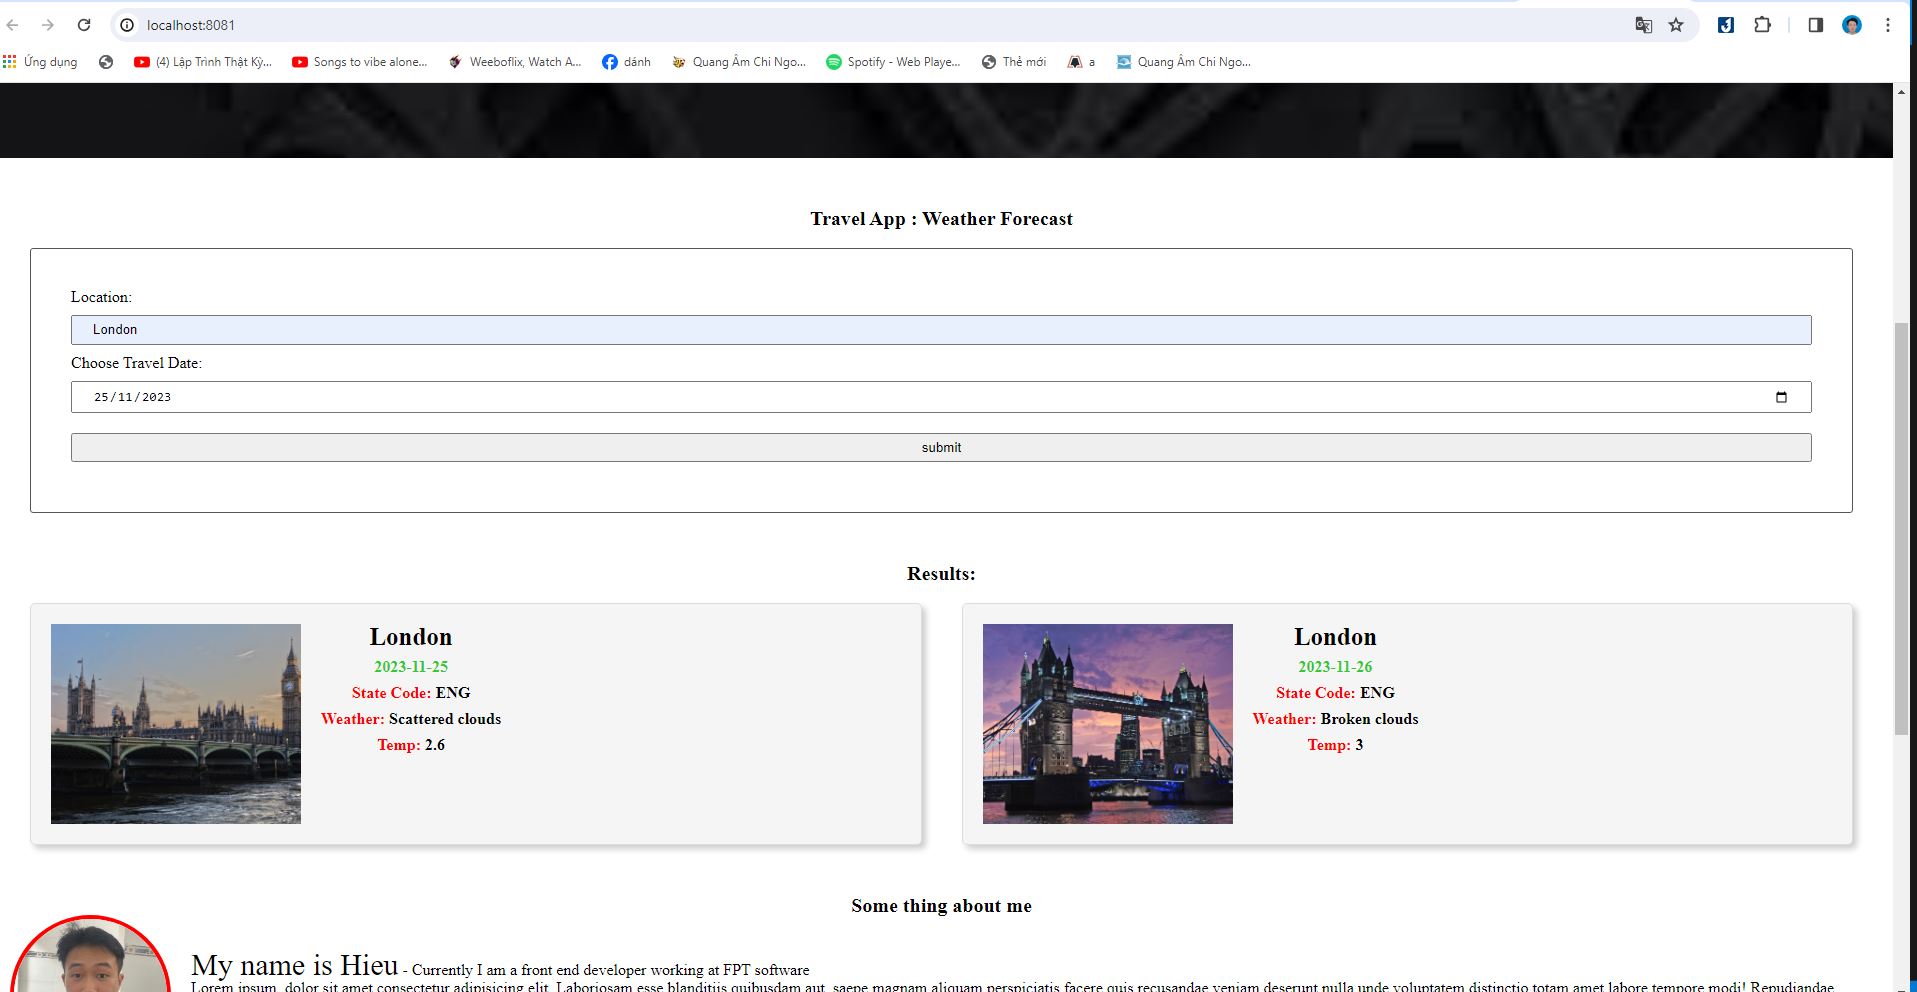 localhost:8081
Ứng dụng (4) Lập Trình Thật Kỳ... Songs to vibe alone... Weeboflix, Watch A... dánh Quang Âm Chi Ngo... Spotify - Web Playe... Thẻ mới a Quang Âm Chi Ngo...
Travel App : Weather Forecast
Location:
London
Choose Travel Date:
25/11/2023
submit
Results:
London
2023-11-25
State Code: ENG
Weather: Scattered clouds
Temp: 2.6
London
2023-11-26
State Code: ENG
Weather: Broken clouds
Temp: 3
Some thing about me
My name is Hieu - Currently I am a front end developer working at FPT software
Lorem ipsum, dolor sit amet consectetur adipisicing elit. Laboriosam esse blanditiis quibusdam aut, saepe magnam aliquam perspiciatis facere quis recusandae veniam deserunt nulla unde voluptatem distinctio totam amet labore tempore modi! Repudiandae